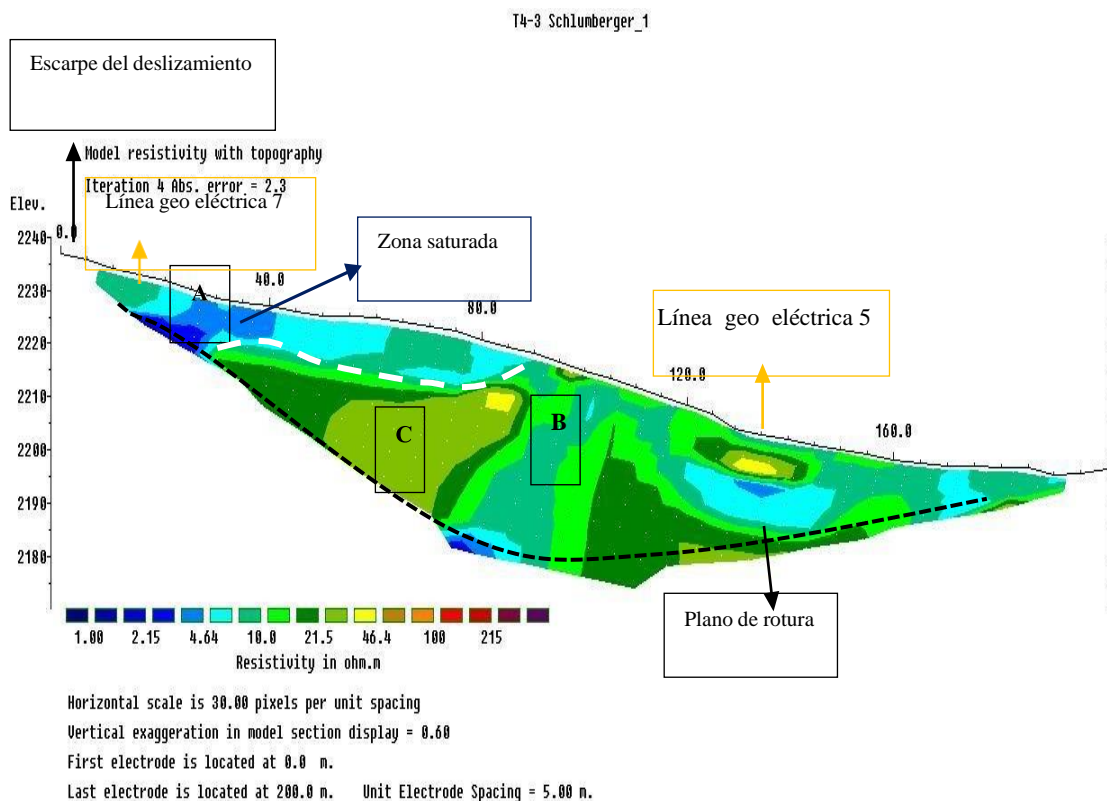 T4-3 Schlumberger_1
Escarpe del deslizamiento
Model resistivity with topography
Iteration 4 Abs. error = 2.3
Línea geo eléctrica 7
Elev.
Zona saturada
2240
0.0
2230
A
40.0
2220
80.0
Línea geo eléctrica 5
2210
120.0
C
B
160.0
2200
2190
2180
Plano de rotura
1.00 2.15 4.64 10.0 21.5 46.4 100 215
Resistivity in ohm.m
Horizontal scale is 30.00 pixels per unit spacing
Vertical exaggeration in model section display = 0.60
First electrode is located at 0.0 m.
Last electrode is located at 200.0 m. Unit Electrode Spacing = 5.00 m.